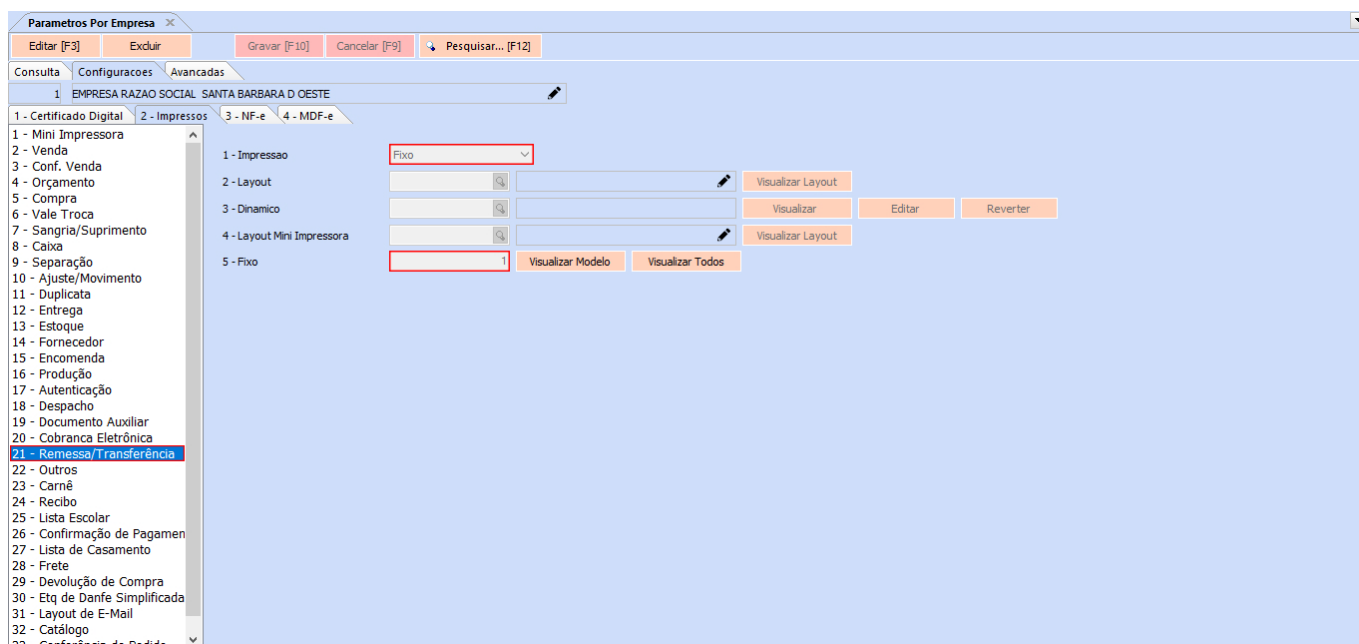 Parametros Por Empresa
Editar [F3] Excluir Gravar [F10] Cancelar [F9] Pesquisar... [F12]
Consulta Configuracoes Avancadas
1 EMPRESA RAZAO SOCIAL SANTA BARBARA D OESTE
1 - Certificado Digital 2 - Impressos 3 - NF-e 4 - MDF-e
1 - Mini Impressora
2 - Venda
3 - Conf. Venda
4 - Orçamento
5 - Compra
6 - Vale Troca
7 - Sangria/Suprimento
8 - Caixa
9 - Separação
10 - Ajuste/Movimento
11 - Duplicata
12 - Entrega
13 - Estoque
14 - Fornecedor
15 - Encomenda
16 - Produção
17 - Autenticação
18 - Despacho
19 - Documento Auxiliar
20 - Cobranca Eletrônica
21 - Remessa/Transferência
22 - Outros
23 - Carnê
24 - Recibo
25 - Lista Escolar
26 - Confirmação de Pagamen
27 - Lista de Casamento
28 - Frete
29 - Devolução de Compra
30 - Etq de Danfe Simplificada
31 - Layout de E-Mail
32 - Catálogo
33 - Conferência de Pedido
1 - Impressao Fixo
2 - Layout Visualizar Layout
3 - Dinamico Visualizar Editar Reverter
4 - Layout Mini Impressora Visualizar Layout
5 - Fixo 1 Visualizar Modelo Visualizar Todos